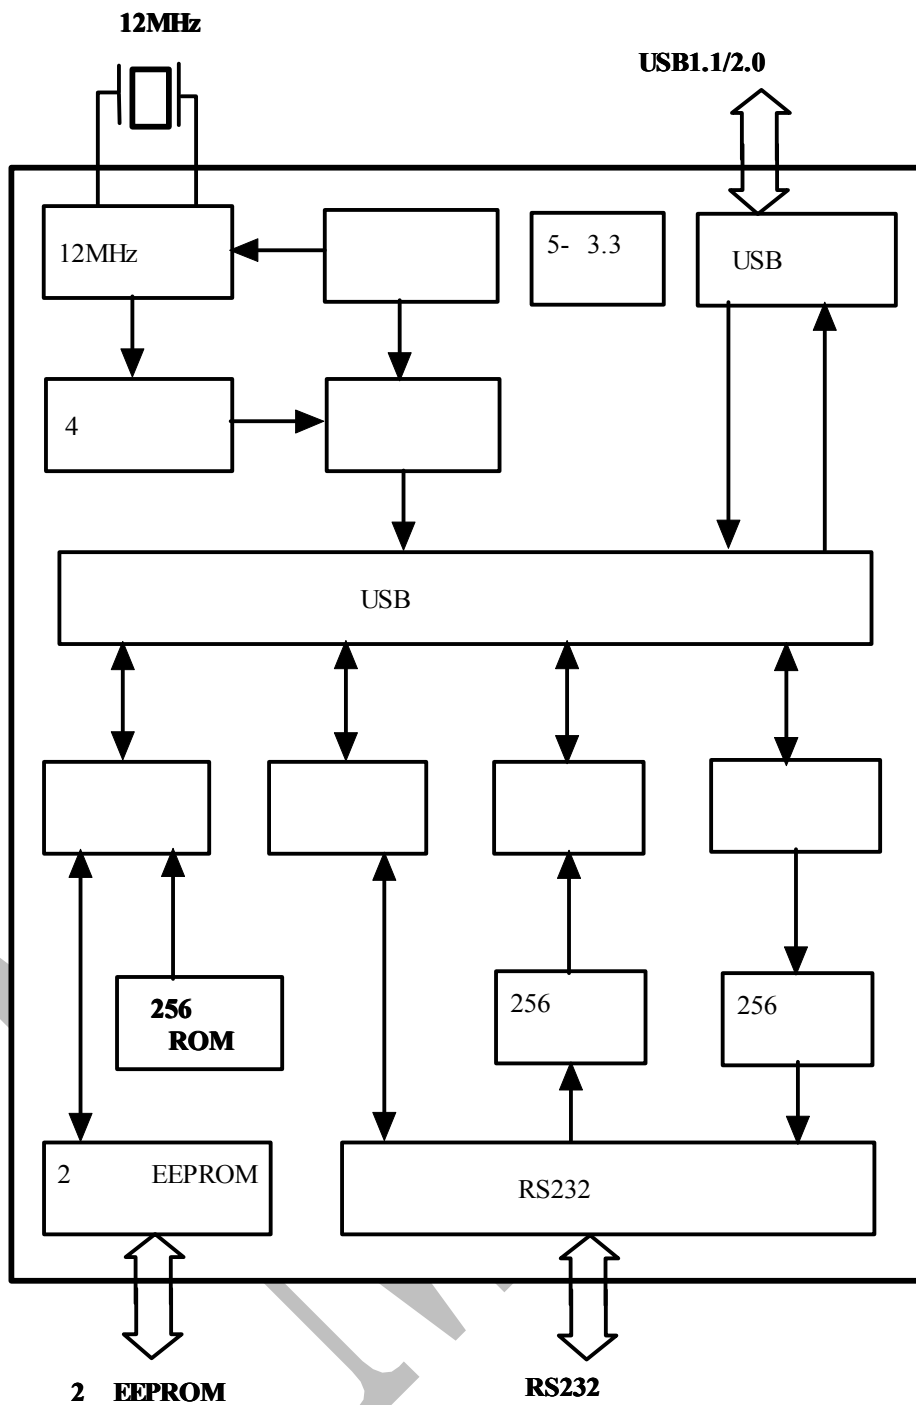 12MHz
USB1.1/2.0
12MHz
5- 3.3
USB
4
USB
256
ROM
256
256
2 EEPROM
RS232
2 EEPROM
RS232